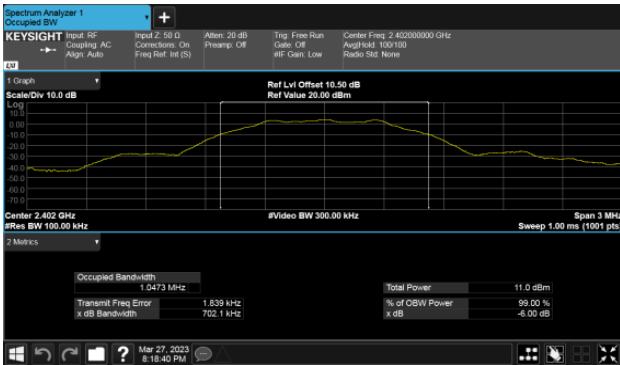 Spectrum Analyzer 1
Occupied BW
KEYSIGHT
Input: RF
Coupling: AC
Align: Auto
Input Z: 50 Ω
Corrections: On
Freq Ref: Int (S)
Atten: 20 dB
Preamp: Off
Trig: Free Run
Gate: Off
#IF Gain: Low
Center Freq: 2.402000000 GHz
Avg|Hold: 100/100
Radio Std: None
LXI
1 Graph
Scale/Div 10.0 dB
Ref Lvl Offset 10.50 dB
Ref Value 20.00 dBm
Log
10.0
0.00
-10.0
-20.0
-30.0
-40.0
-50.0
-60.0
-70.0
Center 2.402 GHz
#Res BW 100.00 kHz
#Video BW 300.00 kHz
Span 3 MHz
Sweep 1.00 ms (1001 pts
2 Metrics
Occupied Bandwidth
1.0473 MHz
Transmit Freq Error 1.839 kHz
x dB Bandwidth 702.1 kHz
Total Power 11.0 dBm
% of OBW Power 99.00 %
x dB -6.00 dB
?
Mar 27, 2023
8:18:40 PM